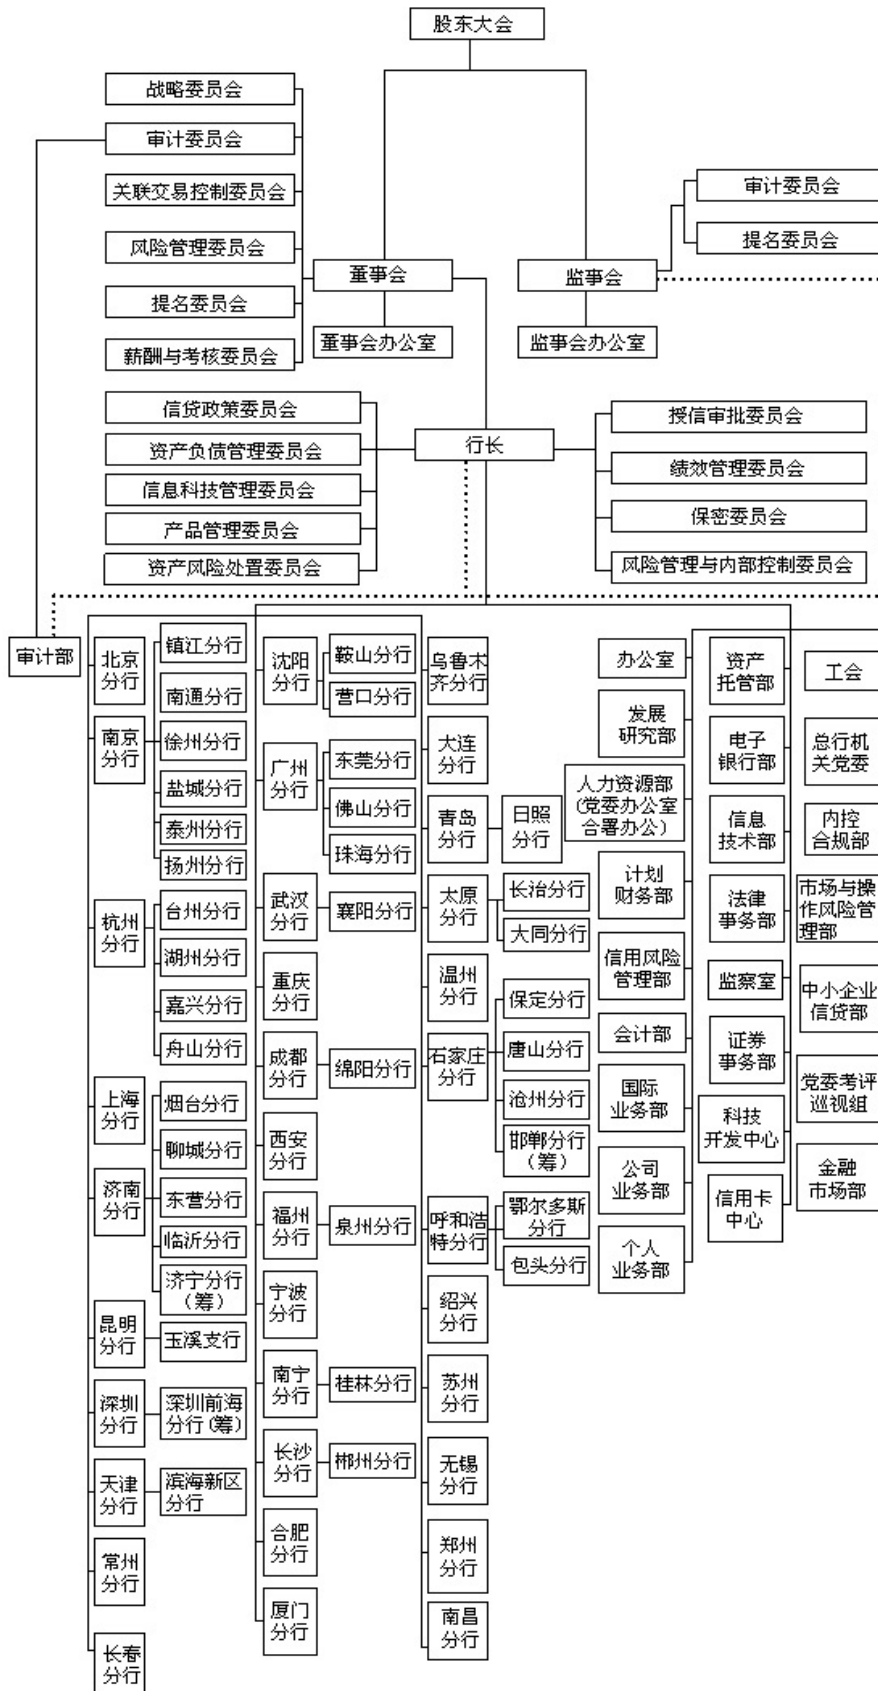 股东大会
战略委员会
审计委员会
关联交易控制委员会
风险管理委员会
提名委员会
薪酬与考核委员会
董事会
董事会办公室
监事会
监事会办公室
审计委员会
提名委员会
信贷政策委员会
资产负债管理委员会
信息科技管理委员会
产品管理委员会
资产风险处置委员会
行长
授信审批委员会
绩效管理委员会
保密委员会
风险管理与内部控制委员会
审计部
北京
分行
南京
分行
镇江分行
南通分行
徐州分行
盐城分行
泰州分行
扬州分行
杭州
分行
台州分行
湖州分行
嘉兴分行
舟山分行
上海
分行
济南
分行
烟台分行
聊城分行
东营分行
临沂分行
济宁分行
(筹)
昆明
分行
玉溪支行
深圳
分行
深圳前海
分行(筹)
天津
分行
滨海新区
分行
常州
分行
长春
分行
沈阳
分行
鞍山分行
营口分行
广州
分行
东莞分行
佛山分行
珠海分行
武汉
分行
襄阳分行
重庆
分行
成都
分行
绵阳分行
西安
分行
福州
分行
泉州分行
宁波
分行
南宁
分行
桂林分行
长沙
分行
郴州分行
合肥
分行
厦门
分行
乌鲁木
齐分行
大连
分行
青岛
分行
日照
分行
太原
分行
长治分行
大同分行
温州
分行
石家庄
分行
保定分行
唐山分行
沧州分行
邯郸分行
(筹)
呼和浩
特分行
鄂尔多斯
分行
包头分行
绍兴
分行
苏州
分行
无锡
分行
郑州
分行
南昌
分行
办公室
发展
研究部
人力资源部
(党委办公室
合署办公)
计划
财务部
信用风险
管理部
会计部
国际
业务部
公司
业务部
个人
业务部
资产
托管部
电子
银行部
信息
技术部
法律
事务部
监察室
证券
事务部
科技
开发中心
信用卡
中心
工会
总行机
关党委
内控
合规部
市场与操
作风险管
理部
中小企业
信贷部
党委考评
巡视组
金融
市场部